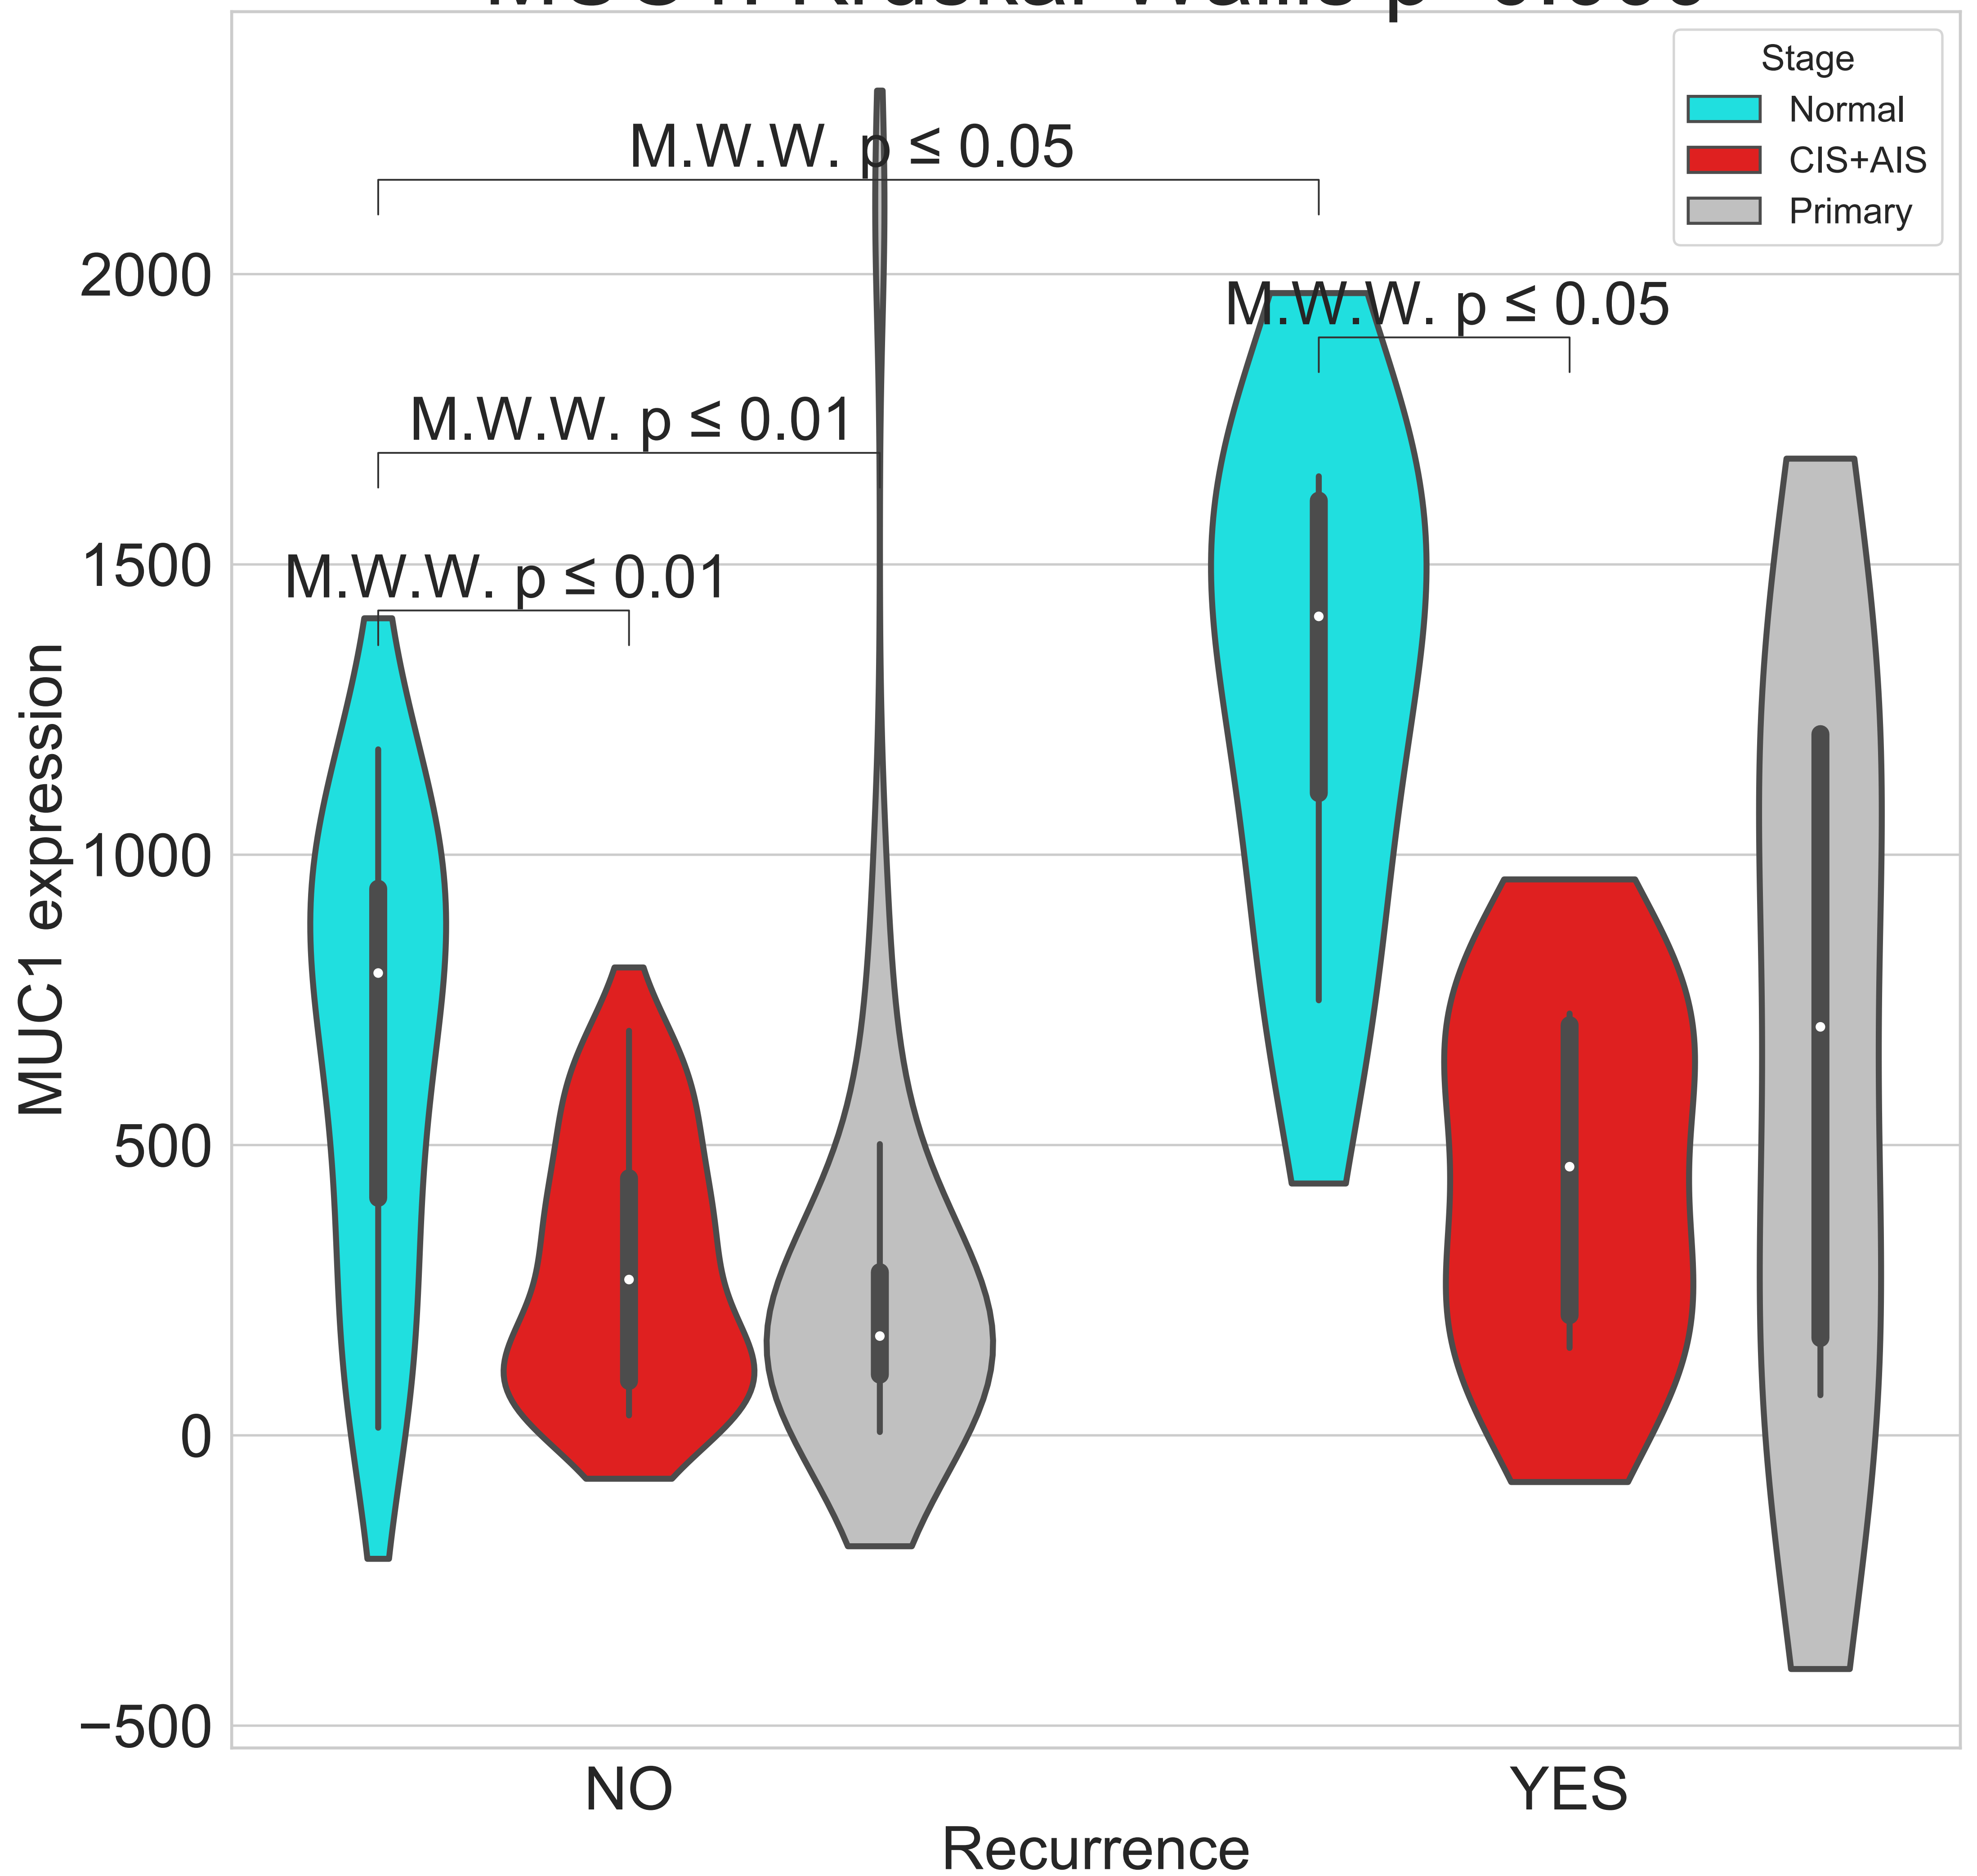 Stage
Normal
CIS+AIS
Primary
M.W.W. p ≤ 0.05
M.W.W. p ≤ 0.05
M.W.W. p ≤ 0.01
M.W.W. p ≤ 0.01
2000
1500
1000
500
0
−500
MUC1 expression
NO
YES
Recurrence